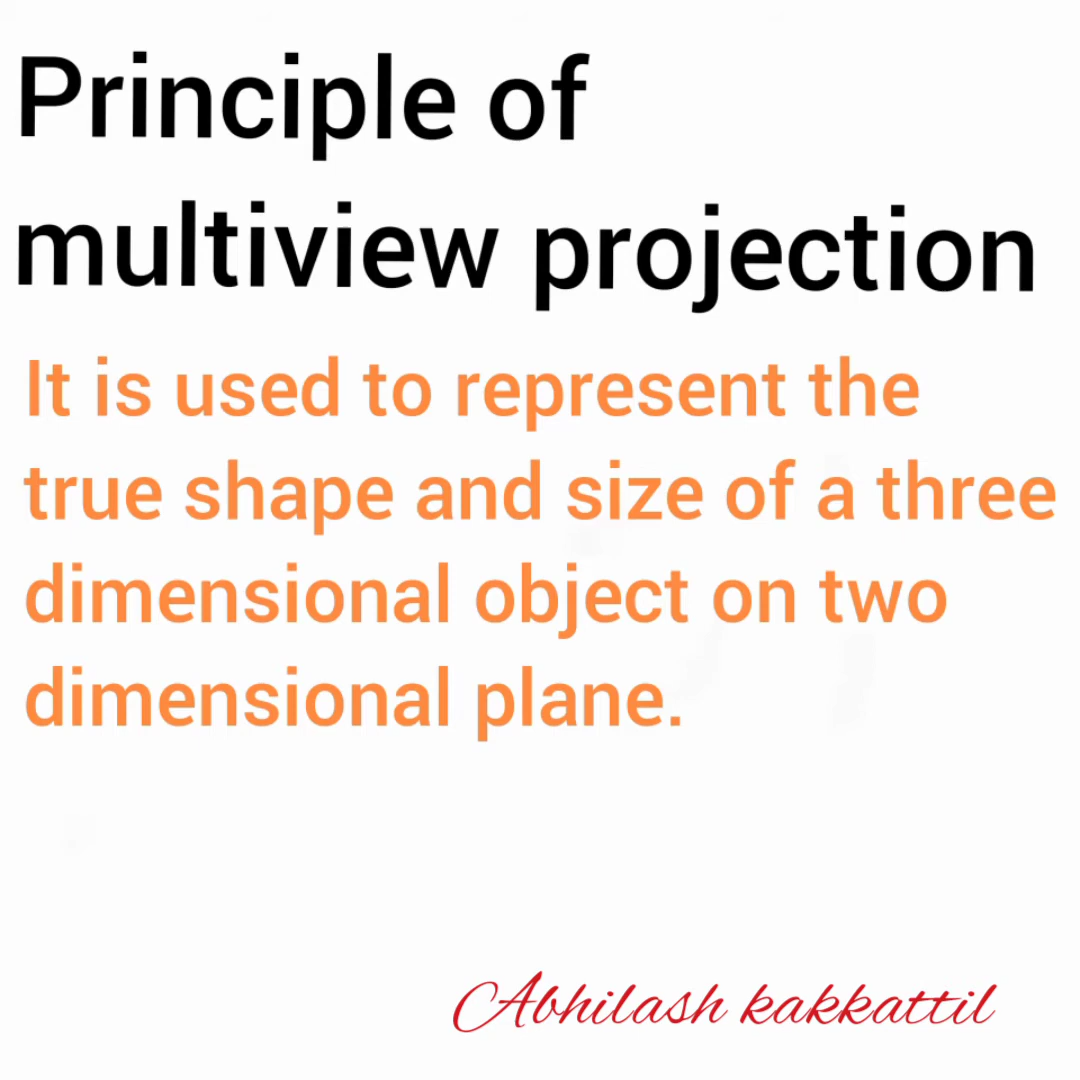 Principle of
multiview projection
It is used to represent the
true shape and size of a three
dimensional object on two
dimensional plane.
Abhilash kakkattil